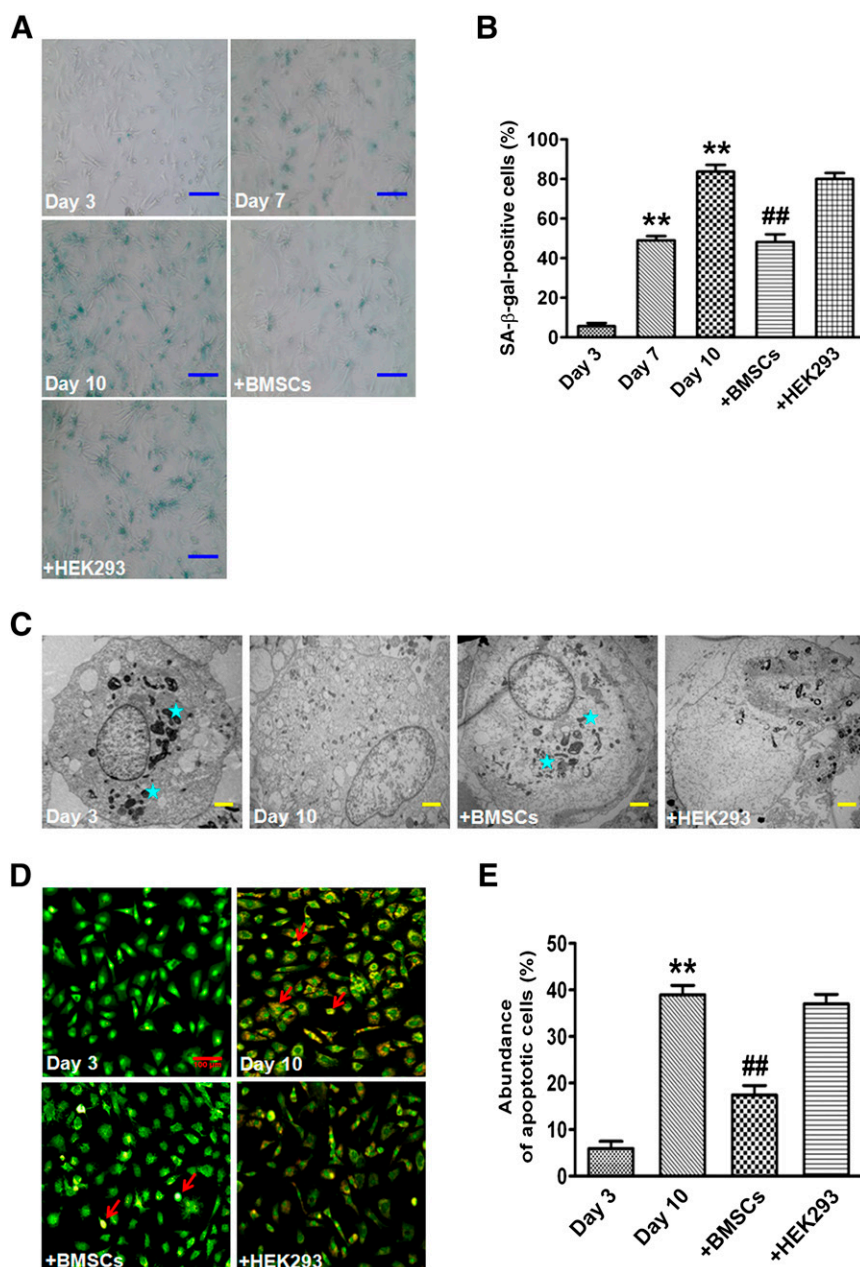 A
Day 3
Day 7
Day 10
+BMSCs
+HEK293
B
SA-β-gal-positive cells (%)
100
80
60
40
20
0
**
**
##
Day 3
Day 7
Day 10
+BMSCs
+HEK293
C
Day 3
Day 10
+BMSCs
+HEK293
D
Day 3
100 μm
Day 10
+BMSCs
+HEK293
E
Abundance
of apoptotic cells (%)
50
40
30
20
10
0
**
##
Day 3
Day 10
+BMSCs
+HEK293